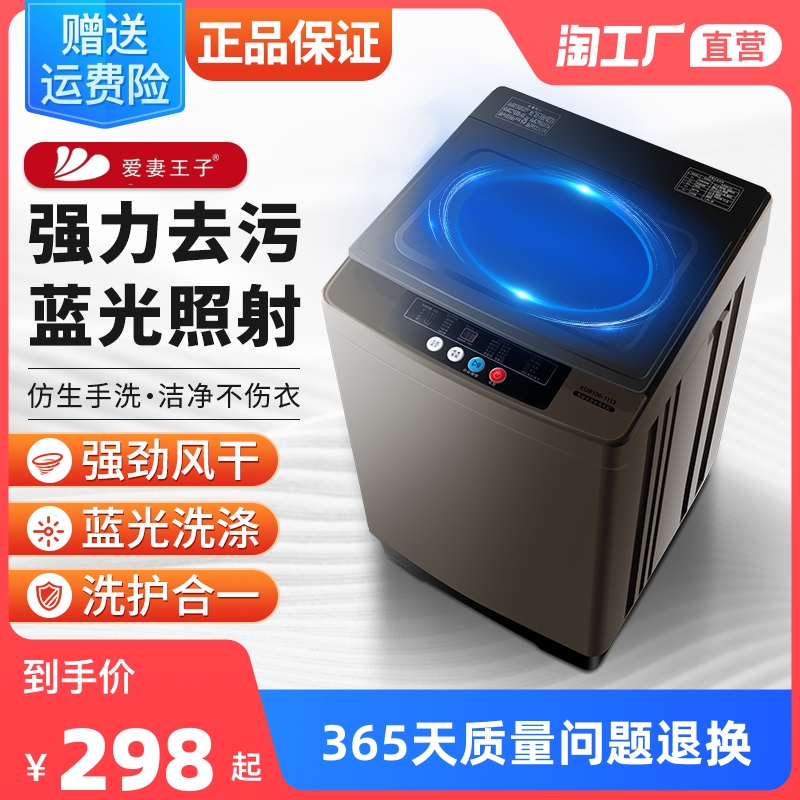 赠送
运费险
正品保证
淘工厂 直营
爱妻王子®
强力去污
蓝光照射
仿生手洗·洁净不伤衣
强劲风干
蓝光洗涤
洗护合一
XQB100-1113
到手价
¥298起
365天质量问题退换